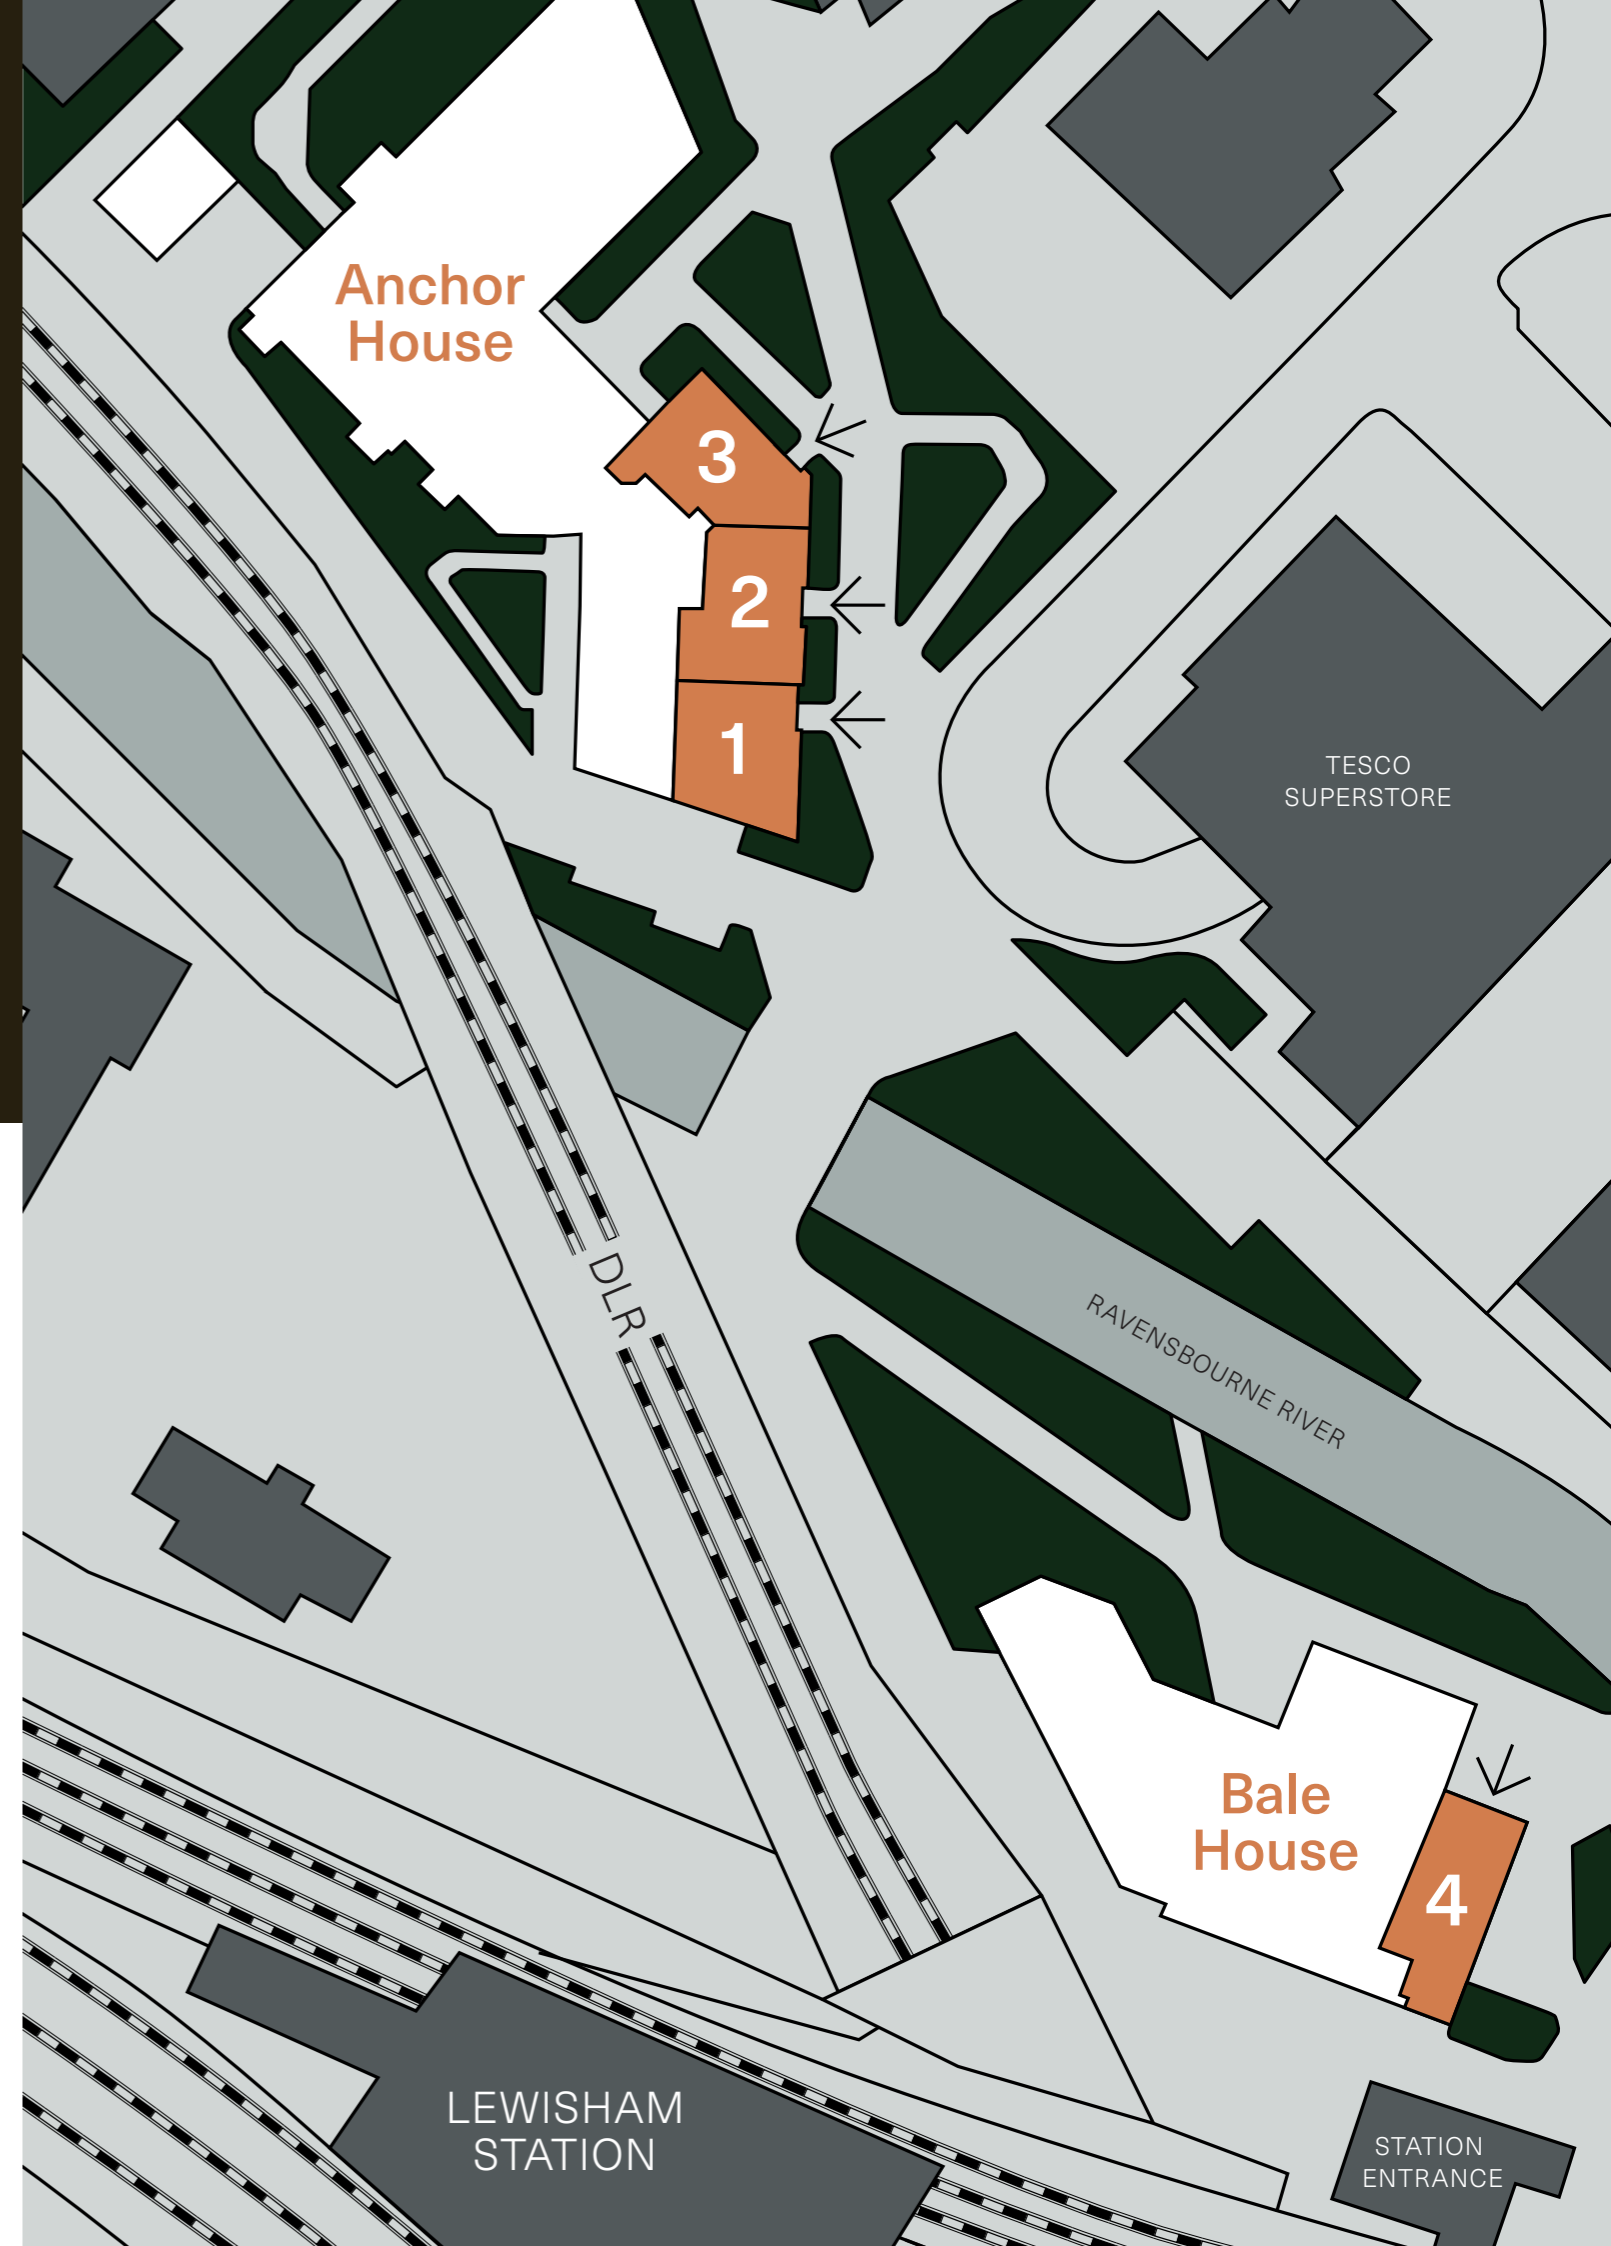 Anchor
House
3
2
1
TESCO
SUPERSTORE
DLR
RAVENSBOURNE RIVER
Bale
House
4
LEWISHAM
STATION
STATION
ENTRANCE